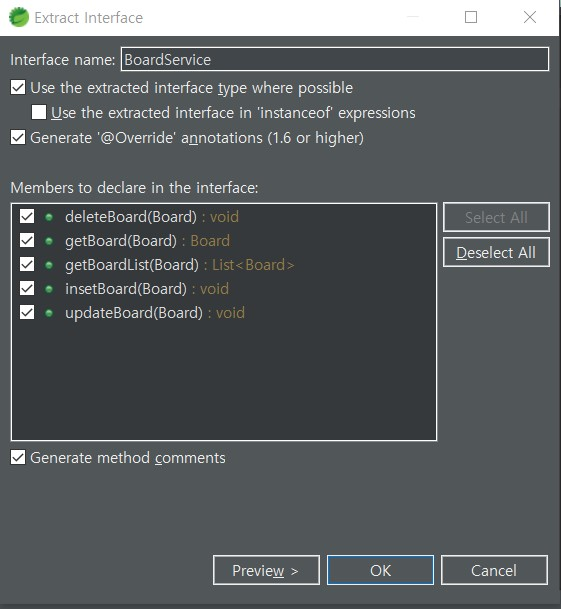 Extract Interface
Interface name: BoardService
Use the extracted interface type where possible
Use the extracted interface in 'instanceof' expressions
Generate '@Override' annotations (1.6 or higher)
Members to declare in the interface:
deleteBoard(Board) : void
getBoard(Board) : Board
getBoardList(Board) : List<Board>
insetBoard(Board) : void
updateBoard(Board) : void
Select All
Deselect All
Generate method comments
Preview >
OK
Cancel